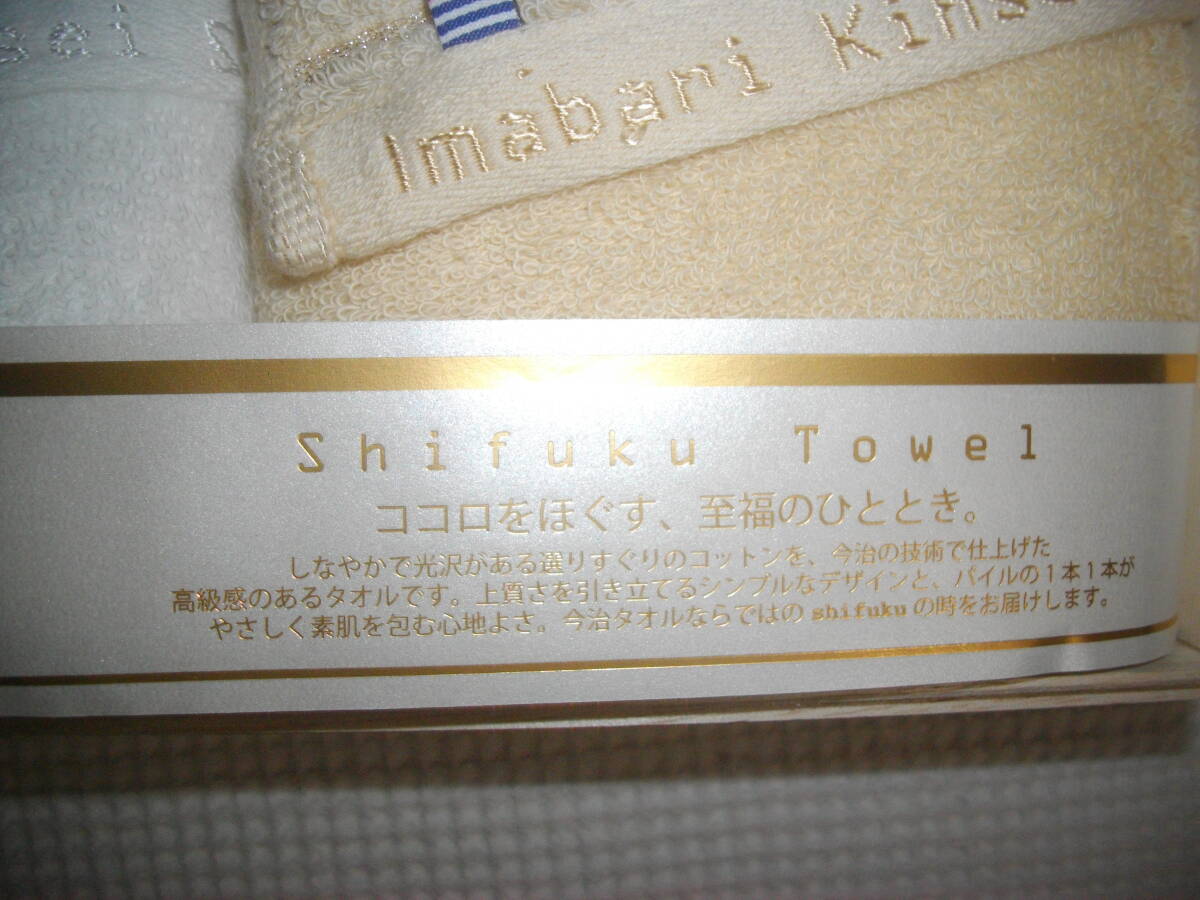 sei
Imabari Kins
Shifuku Towel
ココロをほぐす、至福のひととき。
しなやかで光沢がある選りすぐりのコットンを、今治の技術で仕上げた
高級感のあるタオルです。上質さを引き立てるシンプルなデザインと、パイルの1本1本が
やさしく素肌を包む心地よさ。今治タオルならではのshifukuの時をお届けします。